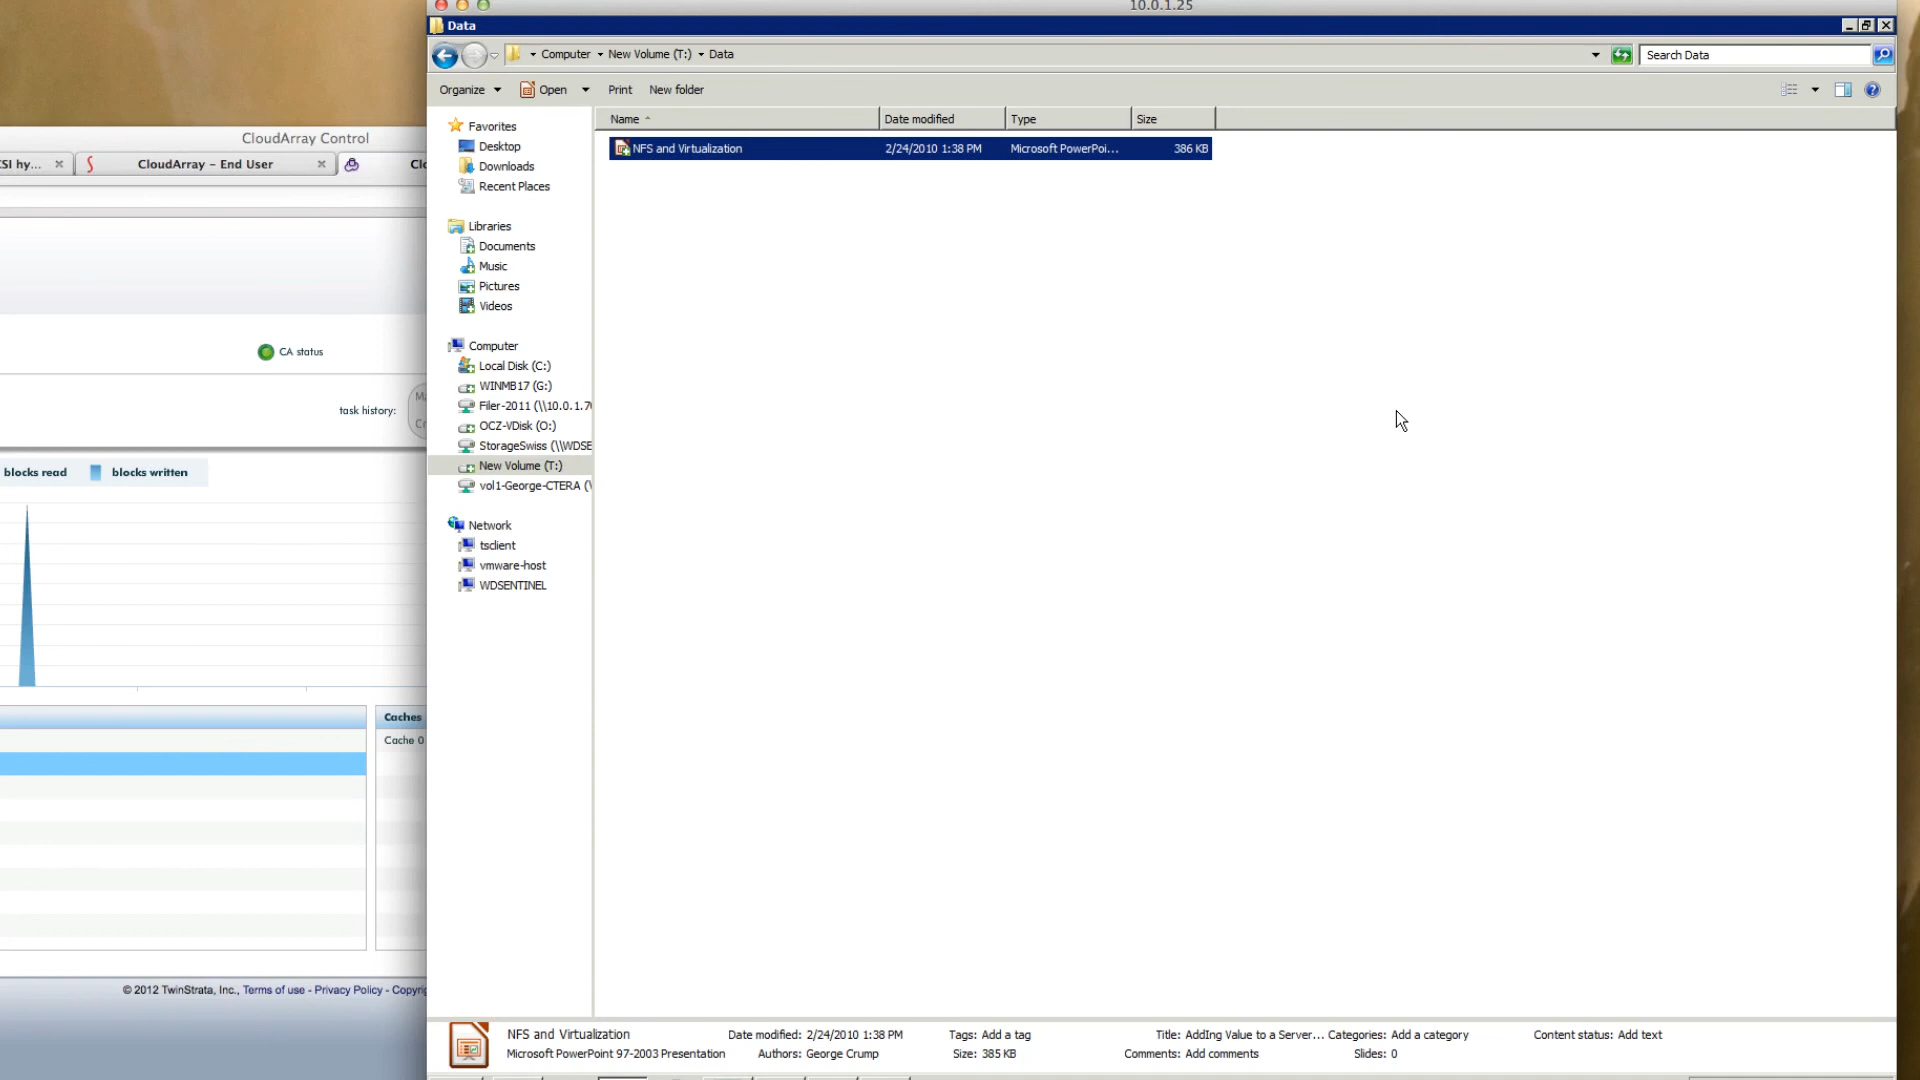 10.0.1.25
Data
Computer New Volume (T:) Data
Search Data
Organize Open Print New folder
Name Date modified Type Size
NFS and Virtualization 2/24/2010 1:38 PM Microsoft PowerPoi... 386 KB
Favorites
Desktop
Downloads
Recent Places
Libraries
Documents
Music
Pictures
Videos
Computer
Local Disk (C:)
WINMB17 (G:)
Filer-2011 (\\10.0.1.7
OCZ-VDisk (O:)
StorageSwiss (\\WDSE
New Volume (T:)
vol1-George-CTERA (\
Network
tsclient
vmware-host
WDSENTINEL
NFS and Virtualization Date modified: 2/24/2010 1:38 PM Tags: Add a tag Title: AddIng Value to a Server... Categories: Add a category Content status: Add text
Microsoft PowerPoint 97-2003 Presentation Authors: George Crump Size: 385 KB Comments: Add comments Slides: 0
CloudArray Control
SI hy... CloudArray – End User Cl
CA status
task history:
blocks read blocks written
Caches
Cache 0
© 2012 TwinStrata, Inc., Terms of use - Privacy Policy - Copyrig